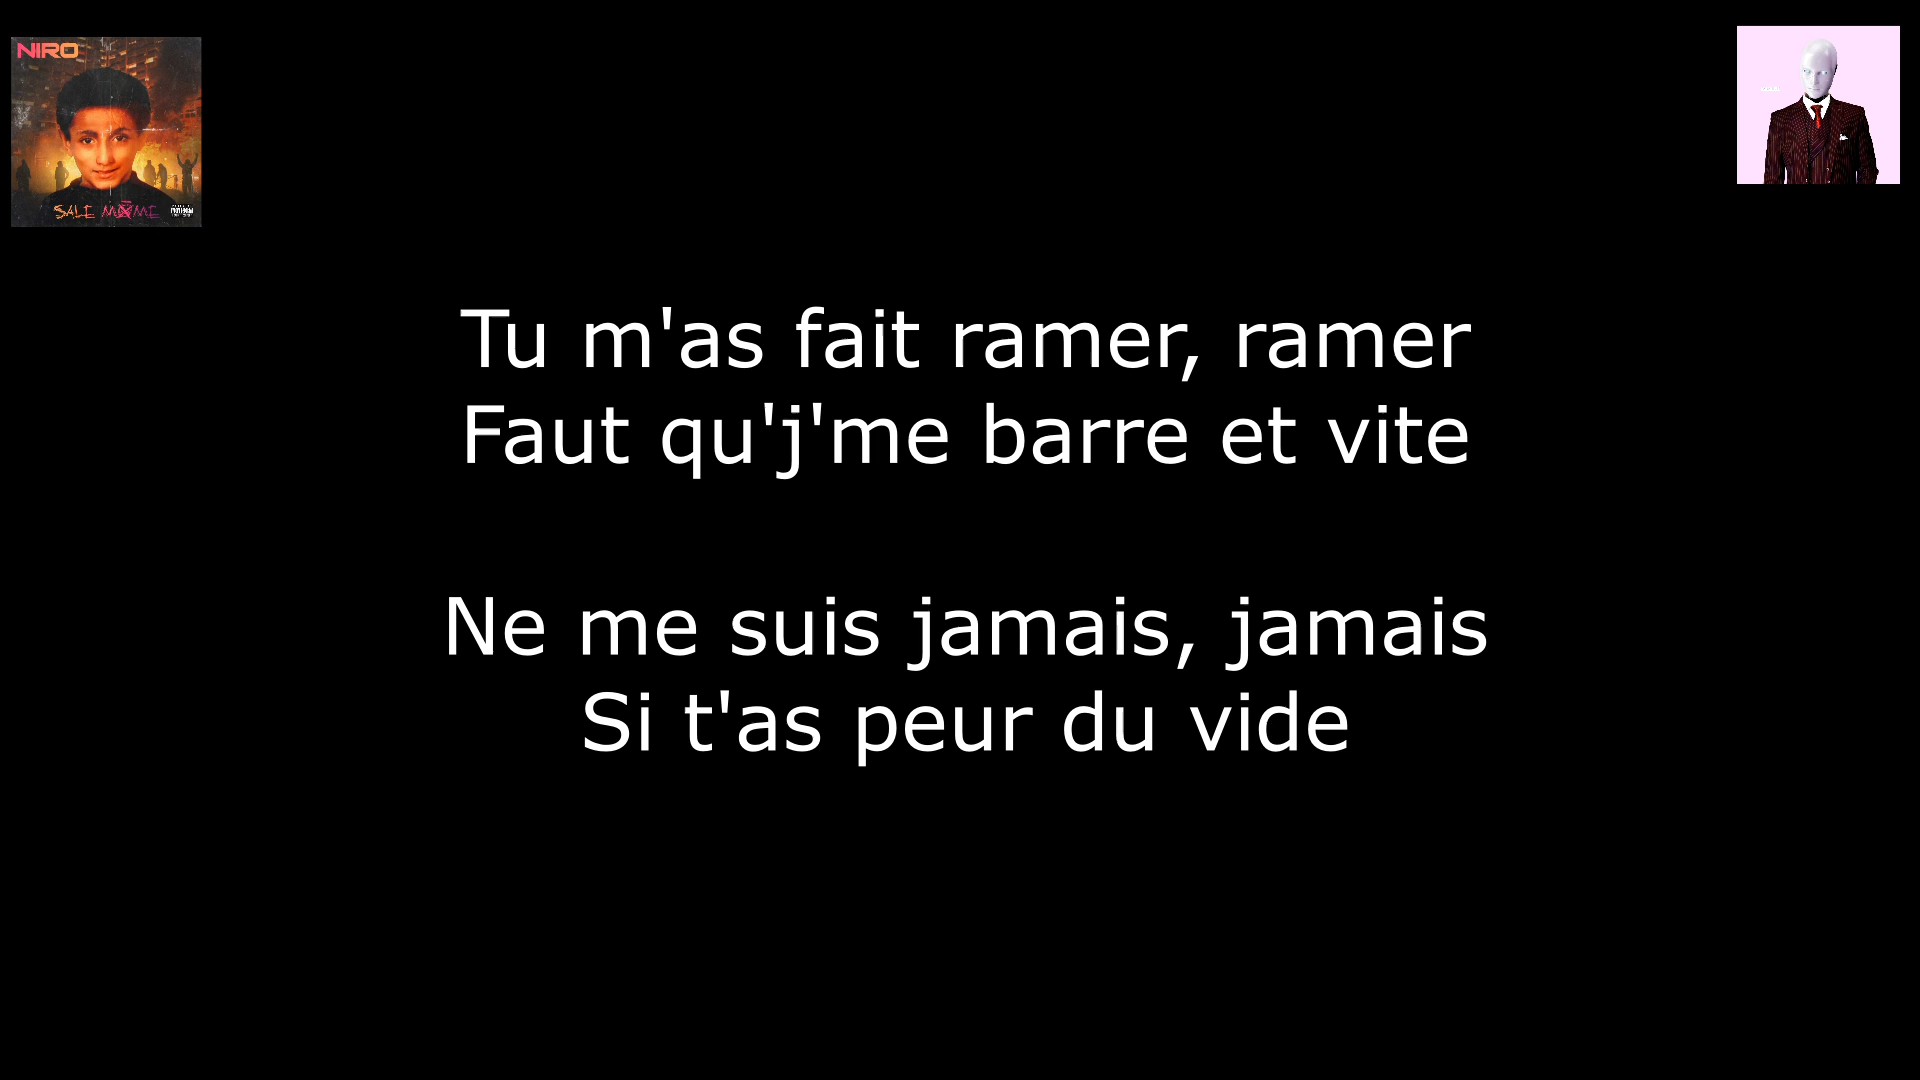 NIRO
SALE MÔME
Tu m'as fait ramer, ramer
Faut qu'j'me barre et vite
Ne me suis jamais, jamais
Si t'as peur du vide